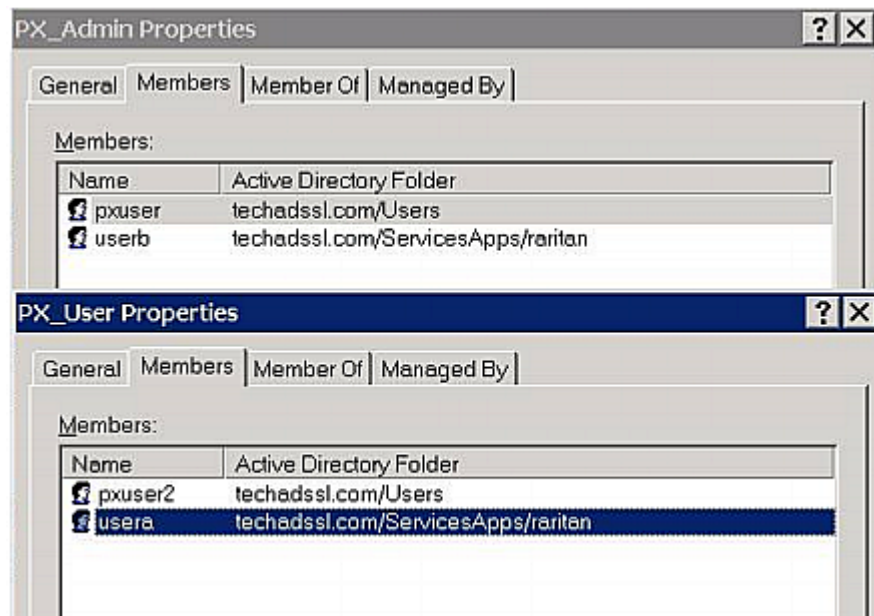 PX_Admin Properties
General Members Member Of Managed By
Members:
Name Active Directory Folder
pxuser techadssl.com/Users
userb techadssl.com/ServicesApps/raritan
PX_User Properties
General Members Member Of Managed By
Members:
Name Active Directory Folder
pxuser2 techadssl.com/Users
usera techadssl.com/ServicesApps/raritan